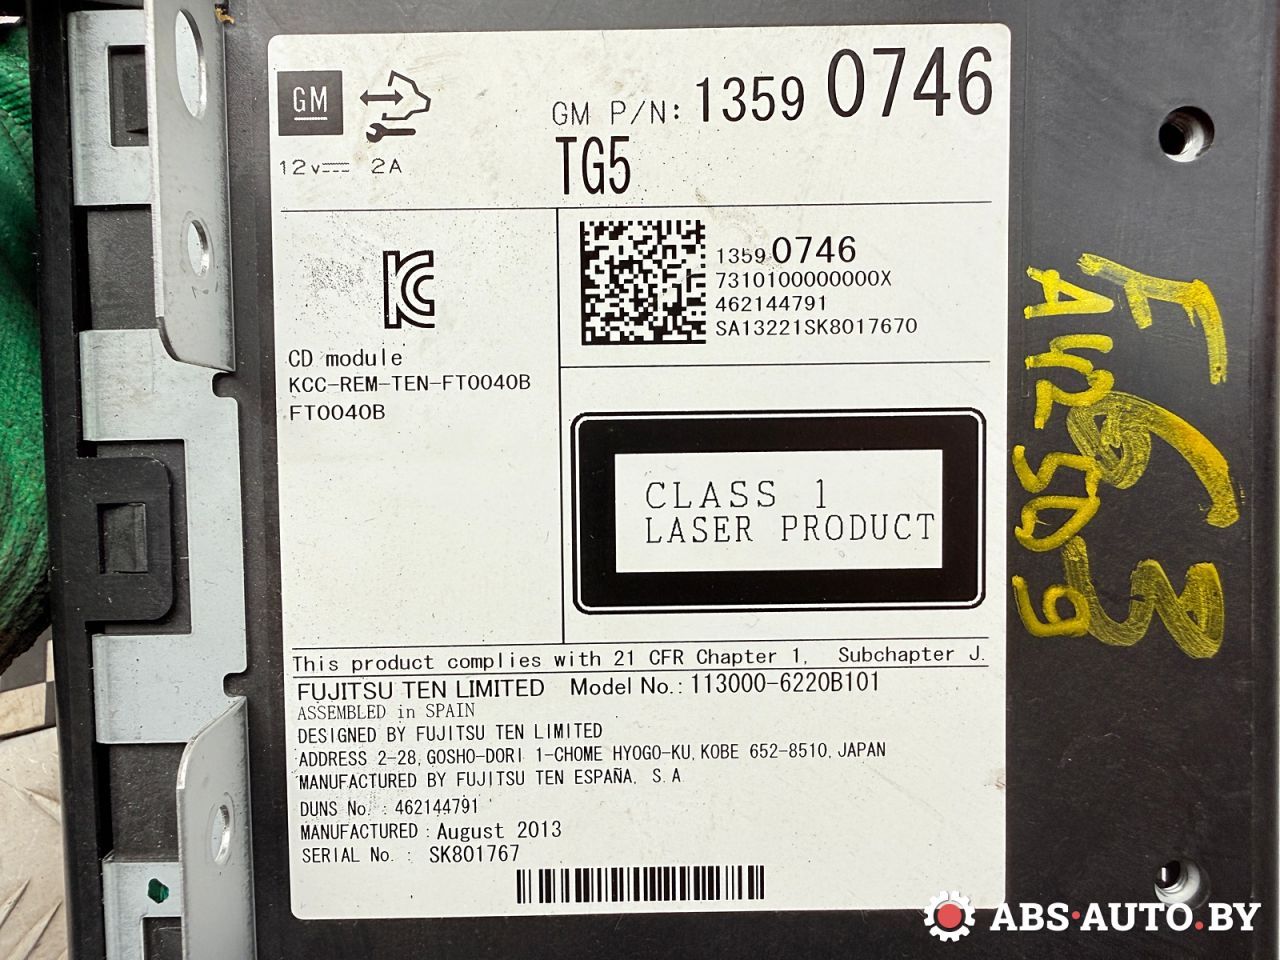 GM
GM P/N: 1359 0746
12V 2A
TG5
1359 0746
7310100000000X
462144791
SA13221SK8017670
CD module
KCC-REM-TEN-FT0040B
FT0040B
CLASS 1
LASER PRODUCT
This product complies with 21 CFR Chapter 1, Subchapter J.
FUJITSU TEN LIMITED Model No.: 113000-6220B101
ASSEMBLED in SPAIN
DESIGNED BY FUJITSU TEN LIMITED
ADDRESS 2-28, GOSHO-DORI 1-CHOME HYOGO-KU, KOBE 652-8510, JAPAN
MANUFACTURED BY FUJITSU TEN ESPAÑA, S.A
DUNS No. : 462144791
MANUFACTURED : August 2013
SERIAL No. : SK801767
ABS-AUTO.BY